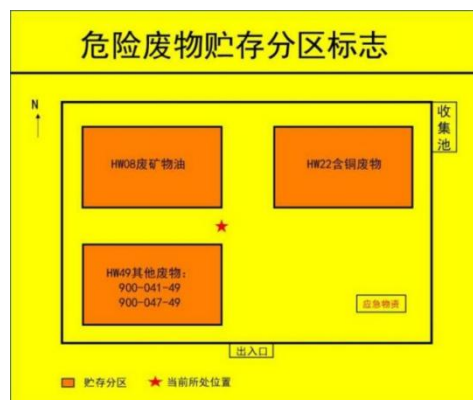 危险废物贮存分区标志
N
收集池
HW08废矿物油
HW22含铜废物
HW49其他废物：
900-041-49
900-047-49
应急物资
出入口
贮存分区
当前所处位置